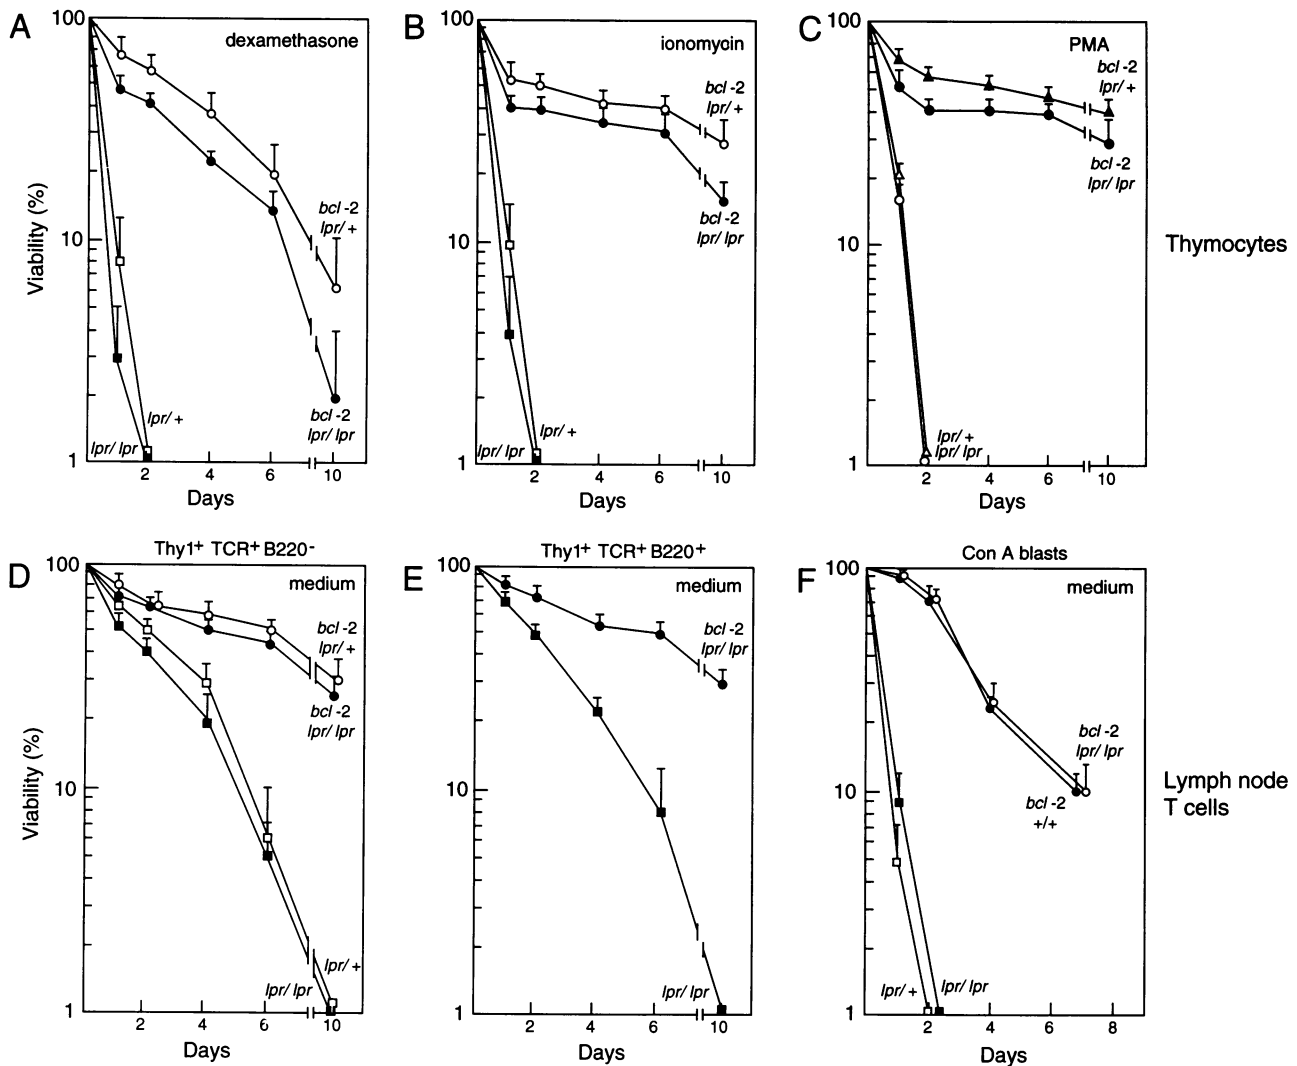 A
100
dexamethasone
Viability (%)
10
bcl-2
lpr/+
bcl-2
lpr/lpr
lpr/+
lpr/lpr
1
2
4
6
10
Days
B
100
ionomycin
bcl-2
lpr/+
10
bcl-2
lpr/lpr
lpr/+
lpr/lpr
1
2
4
6
10
Days
C
100
PMA
bcl-2
lpr/+
bcl-2
lpr/lpr
10
lpr/+
lpr/lpr
1
2
4
6
10
Days
Thymocytes
D
Thy1+ TCR+ B220-
100
medium
Viability (%)
bcl-2
lpr/+
bcl-2
lpr/lpr
10
lpr/+
lpr/lpr
1
2
4
6
10
Days
E
Thy1+ TCR+ B220+
100
medium
bcl-2
lpr/lpr
10
lpr/lpr
1
2
4
6
10
Days
F
Con A blasts
100
medium
bcl-2
lpr/lpr
10
bcl-2
+/+
lpr/+
lpr/lpr
1
2
4
6
8
Days
Lymph node
T cells